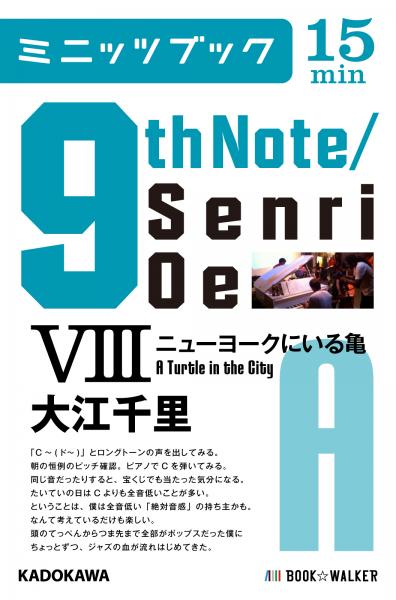 ミニッツブック
15
min
9thNote/
Senri
Oe
VIII
ニューヨークにいる亀
A Turtle in the City
大江千里
A
「C～(ド～)」とロングトーンの声を出してみる。
朝の恒例のピッチ確認。ピアノでCを弾いてみる。
同じ音だったりすると、宝くじでも当たった気分になる。
たいていの日はCよりも全音低いことが多い。
ということは、僕は全音低い「絶対音感」の持ち主かも。
なんて考えているだけも楽しい。
頭のてっぺんからつま先まで全部がポップスだった僕に
ちょっとずつ、ジャズの血が流れはじめてきた。
KADOKAWA
BOOK☆WALKER